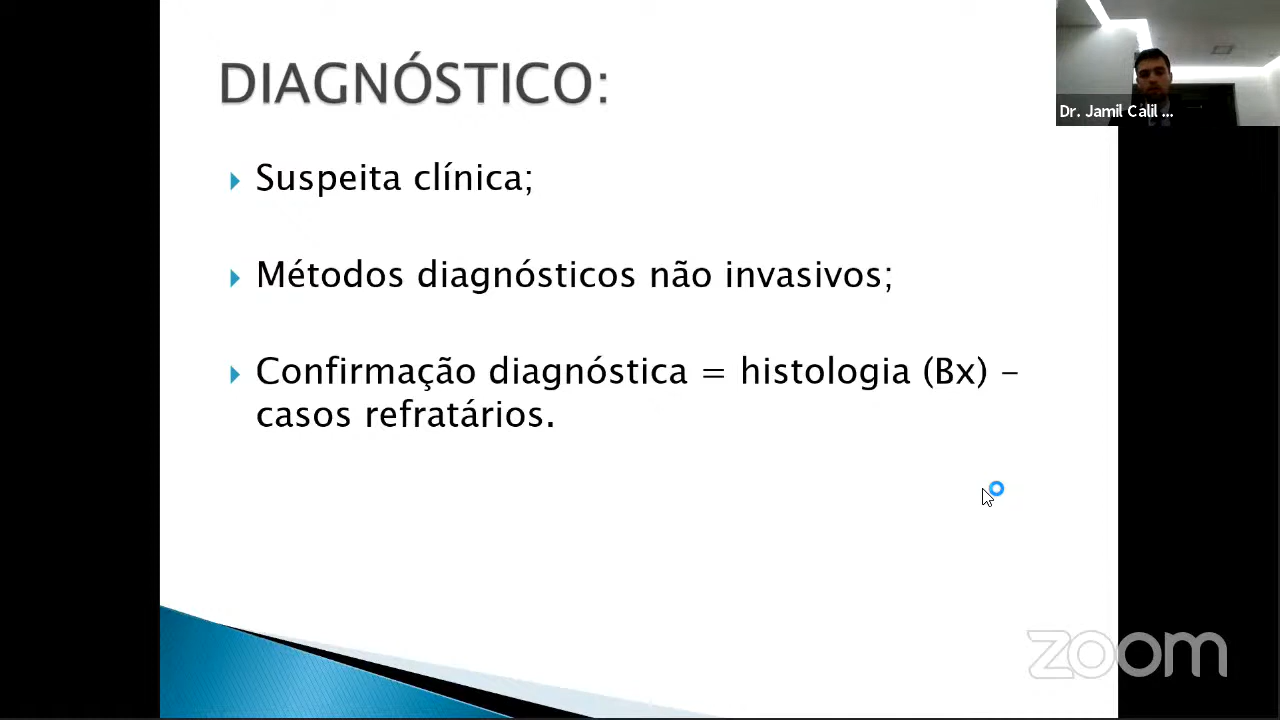 DIAGNÓSTICO:
Dr. Jamil Calil ...
Suspeita clínica;
Métodos diagnósticos não invasivos;
Confirmação diagnóstica = histologia (Bx) –
casos refratários.
zoom